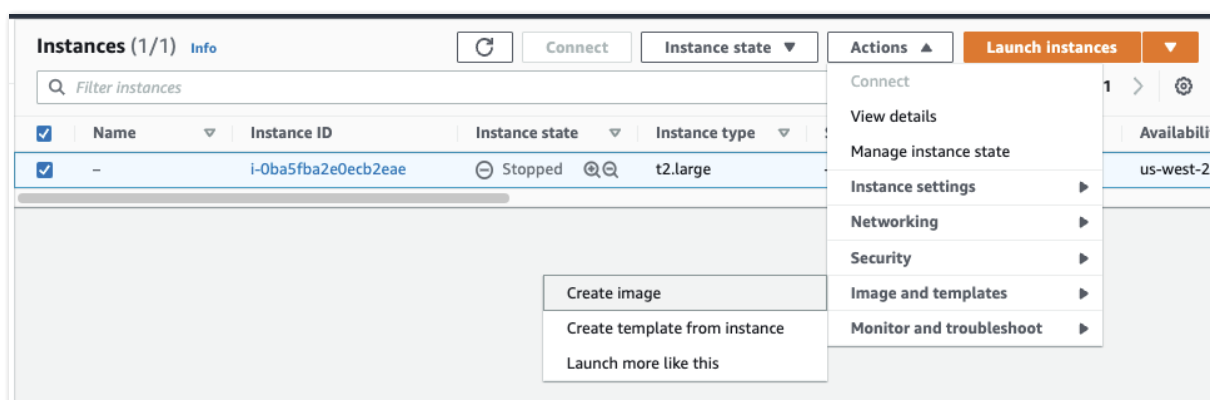 Instances (1/1) Info Connect Instance state Actions Launch instances
Filter instances 1
Name Instance ID Instance state Instance type Availabili
– i-0ba5fba2e0ecb2eae Stopped t2.large us-west-2
Connect
View details
Manage instance state
Instance settings
Networking
Security
Image and templates
Monitor and troubleshoot
Create image
Create template from instance
Launch more like this